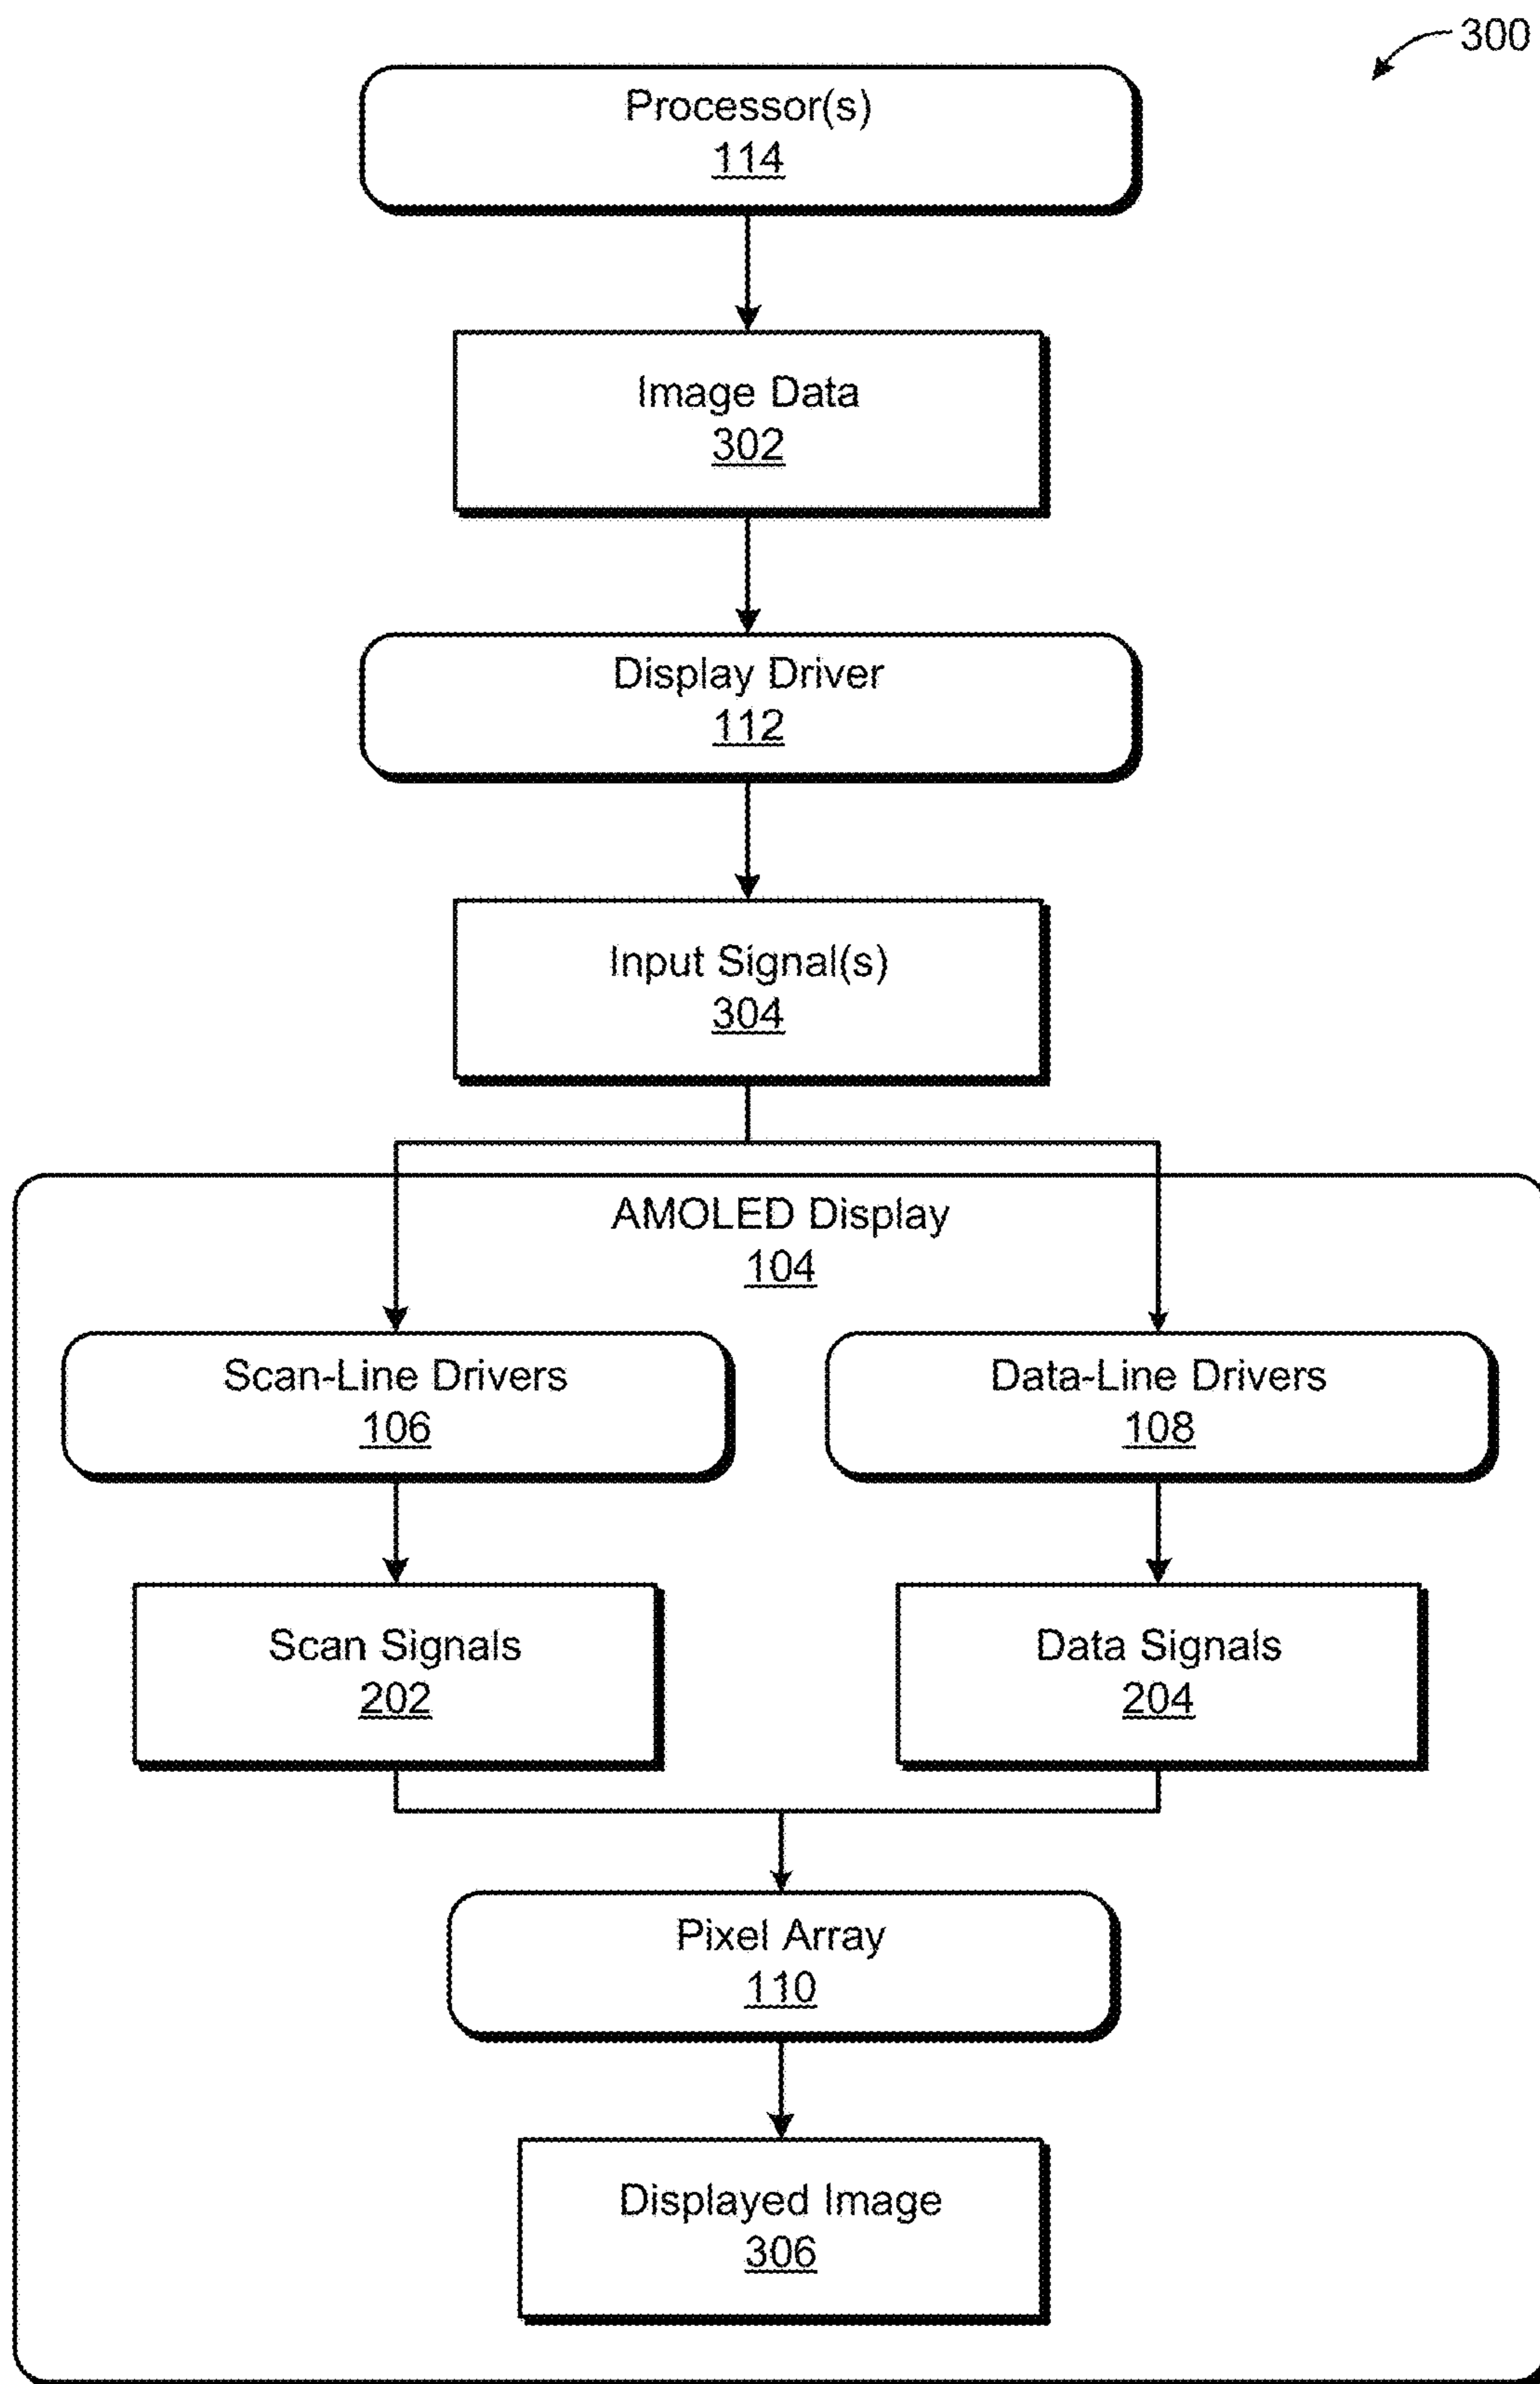 300
Processor(s)
114
Image Data
302
Display Driver
112
Input Signal(s)
304
AMOLED Display
104
Scan-Line Drivers
106
Data-Line Drivers
108
Scan Signals
202
Data Signals
204
Pixel Array
110
Displayed Image
306